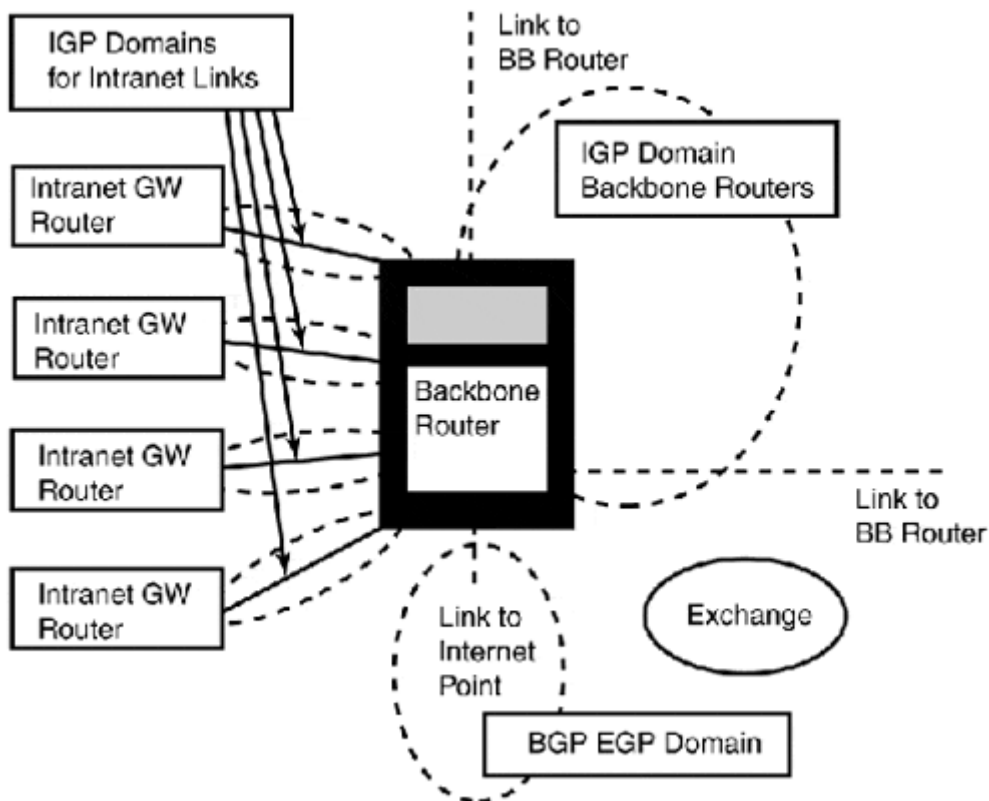 IGP Domains
for Intranet Links
Link to
BB Router
IGP Domain
Backbone Routers
Intranet GW
Router
Intranet GW
Router
Intranet GW
Router
Intranet GW
Router
Backbone
Router
Link to
BB Router
Link to
Internet
Point
Exchange
BGP EGP Domain